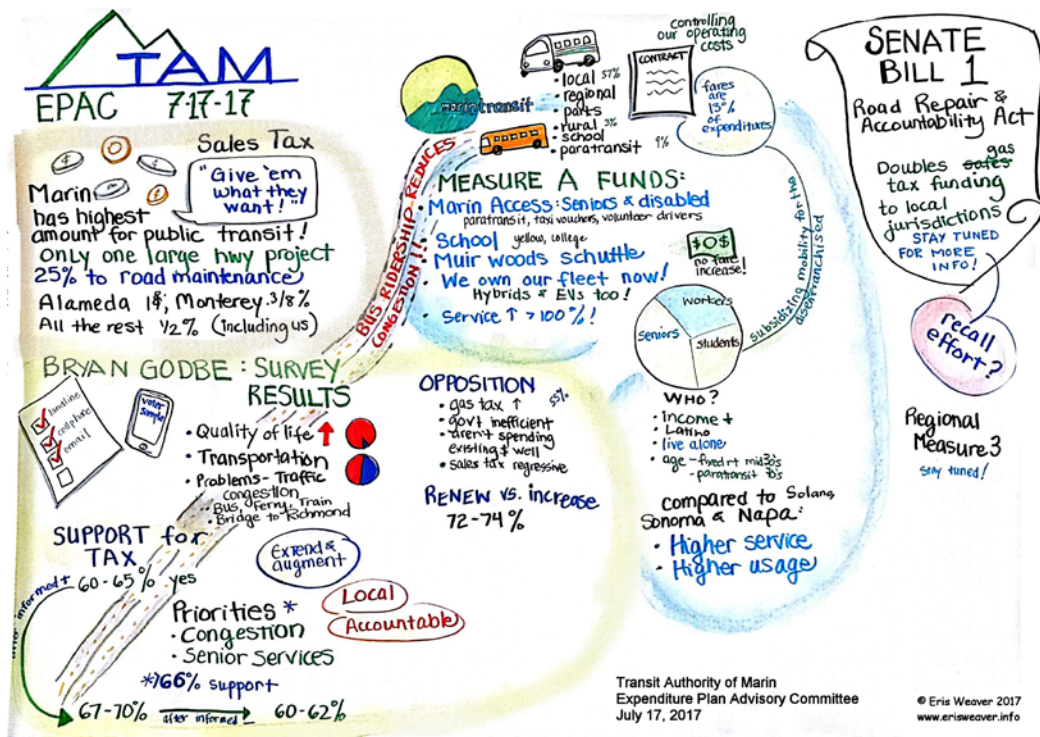 TAM
EPAC 7-17-17
Sales Tax
"Give 'em
what they
want!"
Marin
has highest
amount for public transit!
Only one large hwy project
25% to road maintenance
Alameda 1¢; Monterey 3/8%
All the rest 1/2% (including us)
BUS RIDERSHIP REDUCES
CONGESTION!!
marintransit
• local 57%
• regional
• parts
• rural 3%
• school
• paratransit 9%
controlling
our operating
costs
CONTRACT
fares
are
15%
of
expenditures
MEASURE A FUNDS:
• Marin Access: Seniors & disabled
paratransit, taxi vouchers, volunteer drivers
• School yellow, college
• Muir woods schuttle
• We own our fleet now!
Hybrids & EVs too!
• Service ↑ >100%!
$0$
no fare
increase!
subsidizing mobility for the
disenfranchised
workers
seniors
students
WHO?
• income ↓
• Latino
• live alone
• age - fixed rt mid 30's
- paratransit 70's
compared to Solano,
Sonoma & Napa:
• Higher service
• Higher usage
SENATE
BILL 1
Road Repair &
Accountability Act
Doubles sales gas
tax funding
to local
jurisdictions
STAY TUNED
FOR MORE
INFO!
recall
effort?
Regional
Measure 3
stay tuned!
BRYAN GODBE: SURVEY
RESULTS
landline
cellphone
email
voter
sample
• Quality of life ↑
• Transportation
• Problems - Traffic
Congestion
• BUS, Ferry, Train
• Bridge to Richmond
OPPOSITION
• gas tax ↑ 55%
• gov't inefficient
• aren't spending
existing $ well
• sales tax regressive
RENEW vs. increase
72-74%
SUPPORT for
TAX
informed
60-65% yes
Extend &
augment
Local
Accountable
Priorities *
• Congestion
• Senior Services
*>66% support
67-70% after informed → 60-62%
Transit Authority of Marin
Expenditure Plan Advisory Committee
July 17, 2017
© Eris Weaver 2017
www.erisweaver.info